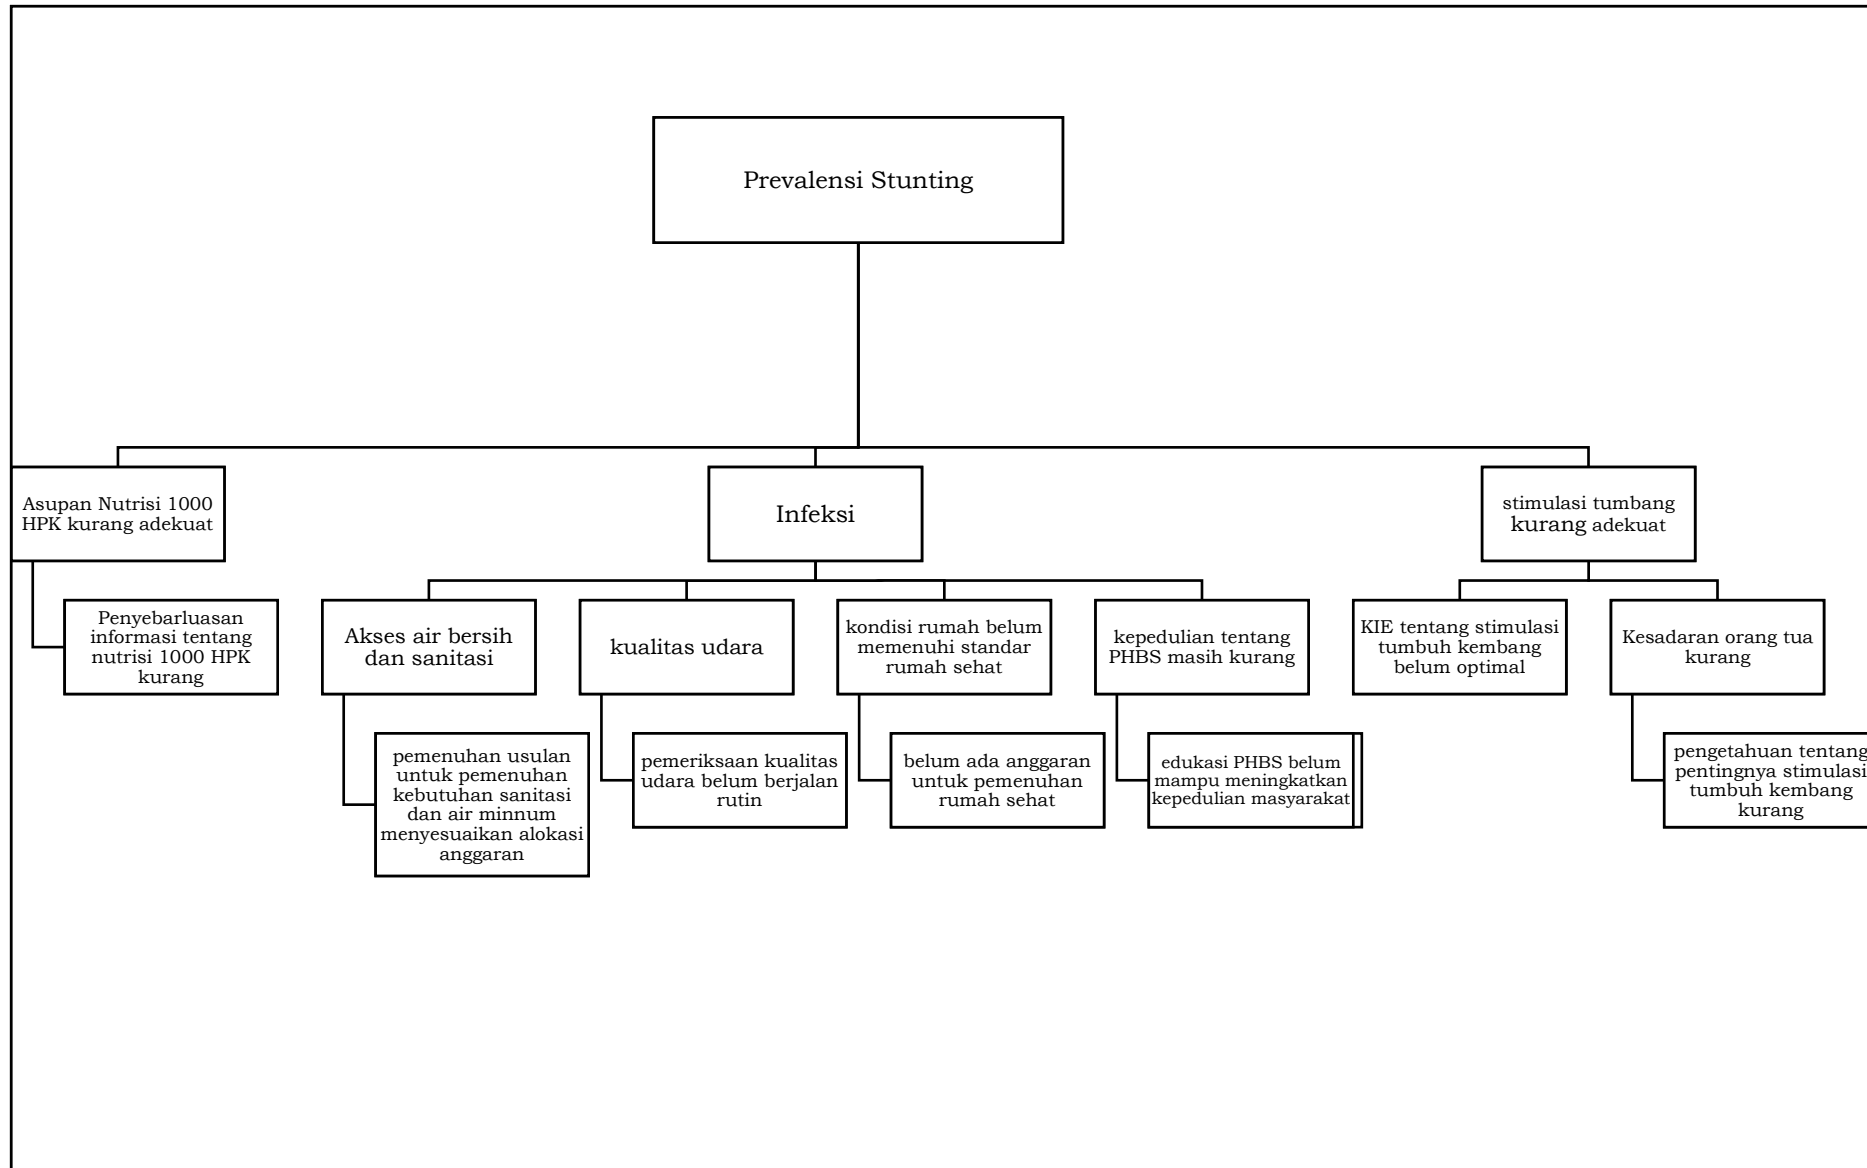 Prevalensi Stunting
Asupan Nutrisi 1000
HPK kurang adekuat
Infeksi
stimulasi tumbang
kurang adekuat
Penyebarluasan
informasi tentang
nutrisi 1000 HPK
kurang
Akses air bersih
dan sanitasi
kualitas udara
kondisi rumah belum
memenuhi standar
rumah sehat
kepedulian tentang
PHBS masih kurang
KIE tentang stimulasi
tumbuh kembang
belum optimal
Kesadaran orang tua
kurang
pemenuhan usulan
untuk pemenuhan
kebutuhan sanitasi
dan air minnum
menyesuaikan alokasi
anggaran
pemeriksaan kualitas
udara belum berjalan
rutin
belum ada anggaran
untuk pemenuhan
rumah sehat
edukasi PHBS belum
mampu meningkatkan
kepedulian masyarakat
pengetahuan tentang
pentingnya stimulasi
tumbuh kembang
kurang